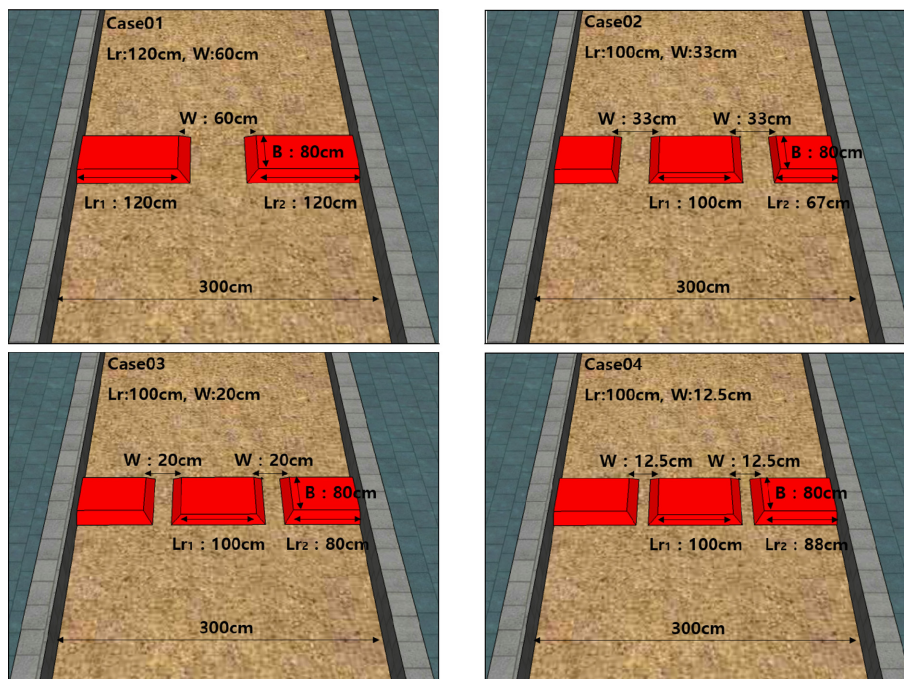 Case01
Lr:120cm, W:60cm
W : 60cm
B : 80cm
Lr₁ : 120cm
Lr₂ : 120cm
300cm
Case02
Lr:100cm, W:33cm
W : 33cm
W : 33cm
B : 80cm
Lr₁ : 100cm
Lr₂ : 67cm
300cm
Case03
Lr:100cm, W:20cm
W : 20cm
W : 20cm
B : 80cm
Lr₁ : 100cm
Lr₂ : 80cm
300cm
Case04
Lr:100cm, W:12.5cm
W : 12.5cm
W : 12.5cm
B : 80cm
Lr₁ : 100cm
Lr₂ : 88cm
300cm